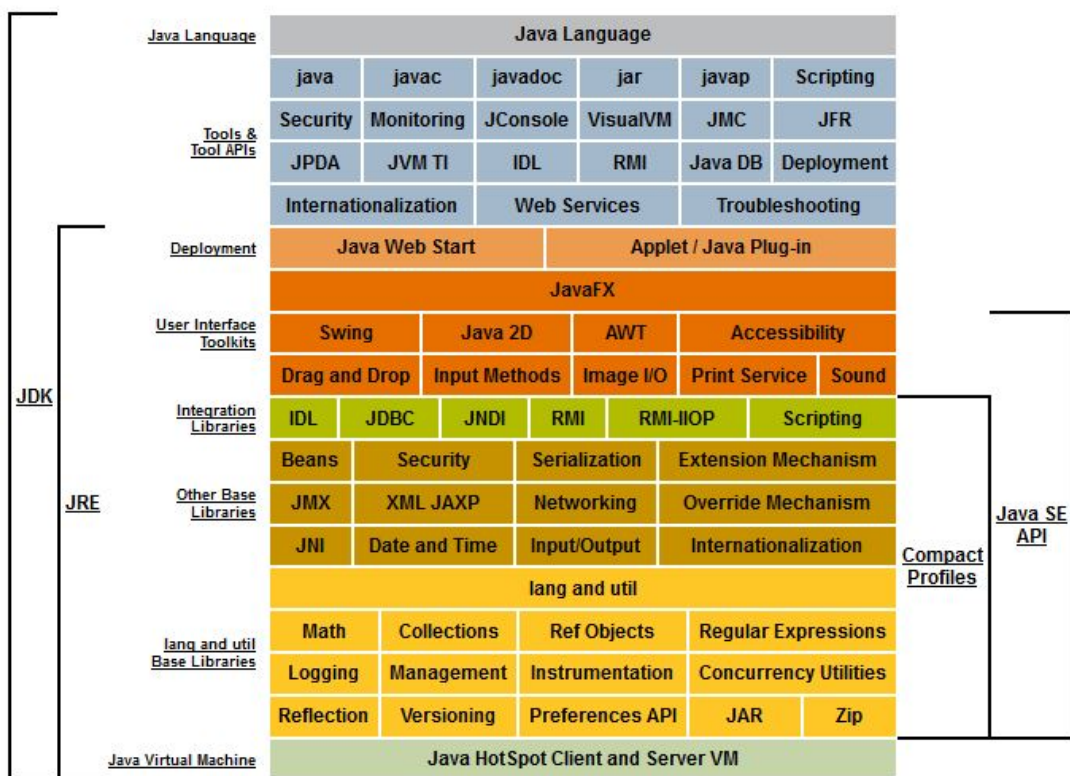 Java Language
Java Language
java javac javadoc jar javap Scripting
Security Monitoring JConsole VisualVM JMC JFR
Tools &
Tool APIs
JPDA JVM TI IDL RMI Java DB Deployment
Internationalization Web Services Troubleshooting
Deployment
Java Web Start Applet / Java Plug-in
JavaFX
User Interface
Toolkits
Swing Java 2D AWT Accessibility
Drag and Drop Input Methods Image I/O Print Service Sound
JDK
Integration
Libraries
IDL JDBC JNDI RMI RMI-IIOP Scripting
Beans Security Serialization Extension Mechanism
JRE
Other Base
Libraries
JMX XML JAXP Networking Override Mechanism
Java SE
API
JNI Date and Time Input/Output Internationalization
Compact
Profiles
lang and util
lang and util
Base Libraries
Math Collections Ref Objects Regular Expressions
Logging Management Instrumentation Concurrency Utilities
Reflection Versioning Preferences API JAR Zip
Java Virtual Machine
Java HotSpot Client and Server VM